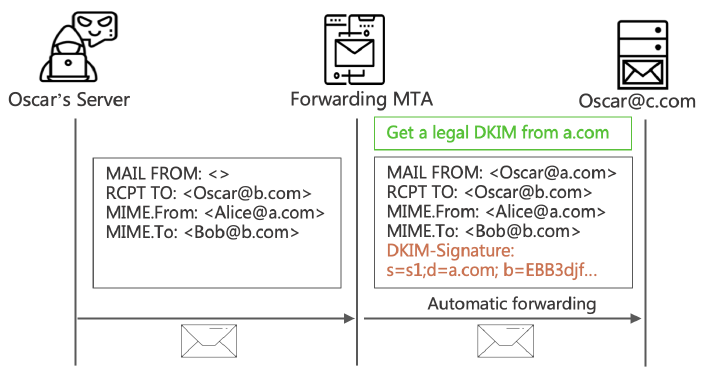 Oscar's Server
Forwarding MTA
Oscar@c.com
Get a legal DKIM from a.com
MAIL FROM: <>
RCPT TO: <Oscar@b.com>
MIME.From: <Alice@a.com>
MIME.To: <Bob@b.com>
MAIL FROM: <Oscar@a.com>
RCPT TO: <Oscar@b.com>
MIME.From: <Alice@a.com>
MIME.To: <Bob@b.com>
DKIM-Signature:
s=s1;d=a.com; b=EBB3djf...
Automatic forwarding